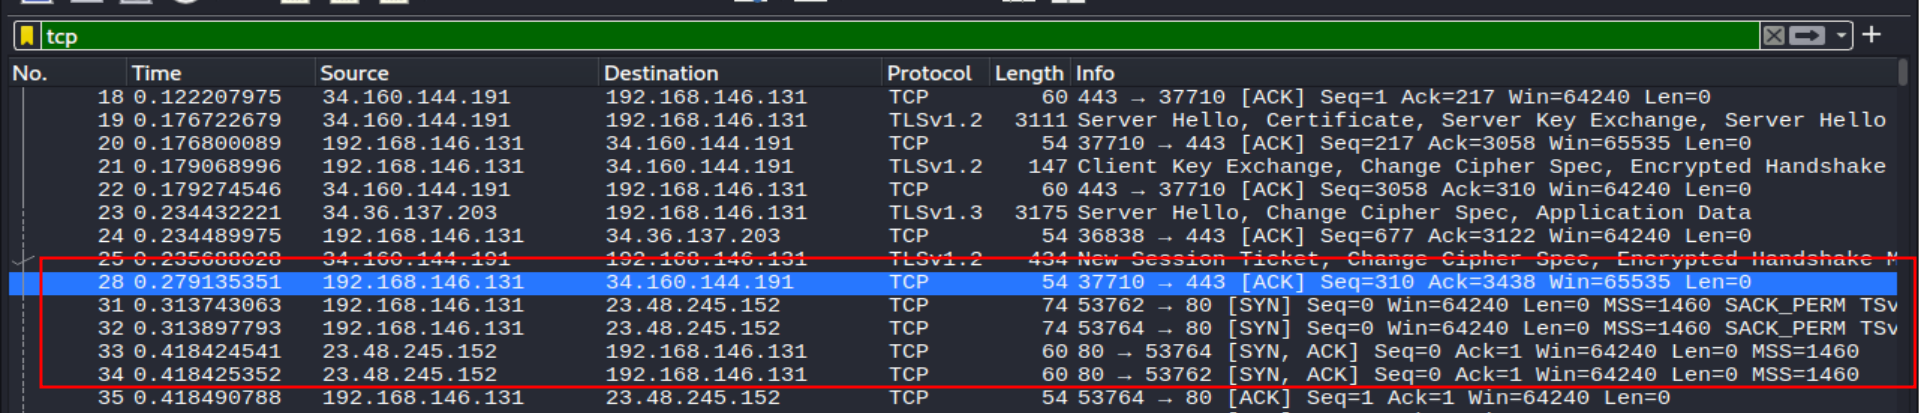 tcp
No. Time Source Destination Protocol Length Info
18 0.122207975 34.160.144.191 192.168.146.131 TCP 60 443 → 37710 [ACK] Seq=1 Ack=217 Win=64240 Len=0
19 0.176722679 34.160.144.191 192.168.146.131 TLSv1.2 3111 Server Hello, Certificate, Server Key Exchange, Server Hello
20 0.176800089 192.168.146.131 34.160.144.191 TCP 54 37710 → 443 [ACK] Seq=217 Ack=3058 Win=65535 Len=0
21 0.179068996 192.168.146.131 34.160.144.191 TLSv1.2 147 Client Key Exchange, Change Cipher Spec, Encrypted Handshake
22 0.179274546 34.160.144.191 192.168.146.131 TCP 60 443 → 37710 [ACK] Seq=3058 Ack=310 Win=64240 Len=0
23 0.234432221 34.36.137.203 192.168.146.131 TLSv1.3 3175 Server Hello, Change Cipher Spec, Application Data
24 0.234489975 192.168.146.131 34.36.137.203 TCP 54 36838 → 443 [ACK] Seq=677 Ack=3122 Win=64240 Len=0
25 0.235688028 34.160.144.191 192.168.146.131 TLSv1.2 434 New Session Ticket, Change Cipher Spec, Encrypted Handshake M
28 0.279135351 192.168.146.131 34.160.144.191 TCP 54 37710 → 443 [ACK] Seq=310 Ack=3438 Win=65535 Len=0
31 0.313743063 192.168.146.131 23.48.245.152 TCP 74 53762 → 80 [SYN] Seq=0 Win=64240 Len=0 MSS=1460 SACK_PERM TSv
32 0.313897793 192.168.146.131 23.48.245.152 TCP 74 53764 → 80 [SYN] Seq=0 Win=64240 Len=0 MSS=1460 SACK_PERM TSv
33 0.418424541 23.48.245.152 192.168.146.131 TCP 60 80 → 53764 [SYN, ACK] Seq=0 Ack=1 Win=64240 Len=0 MSS=1460
34 0.418425352 23.48.245.152 192.168.146.131 TCP 60 80 → 53762 [SYN, ACK] Seq=0 Ack=1 Win=64240 Len=0 MSS=1460
35 0.418490788 192.168.146.131 23.48.245.152 TCP 54 53764 → 80 [ACK] Seq=1 Ack=1 Win=64240 Len=0